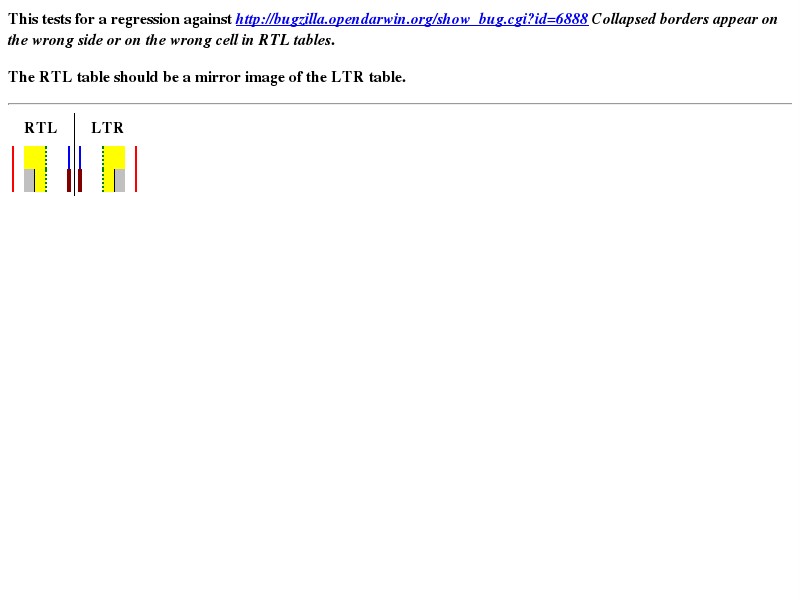 This tests for a regression against http://bugzilla.opendarwin.org/show_bug.cgi?id=6888 Collapsed borders appear on
the wrong side or on the wrong cell in RTL tables.
The RTL table should be a mirror image of the LTR table.
RTL LTR